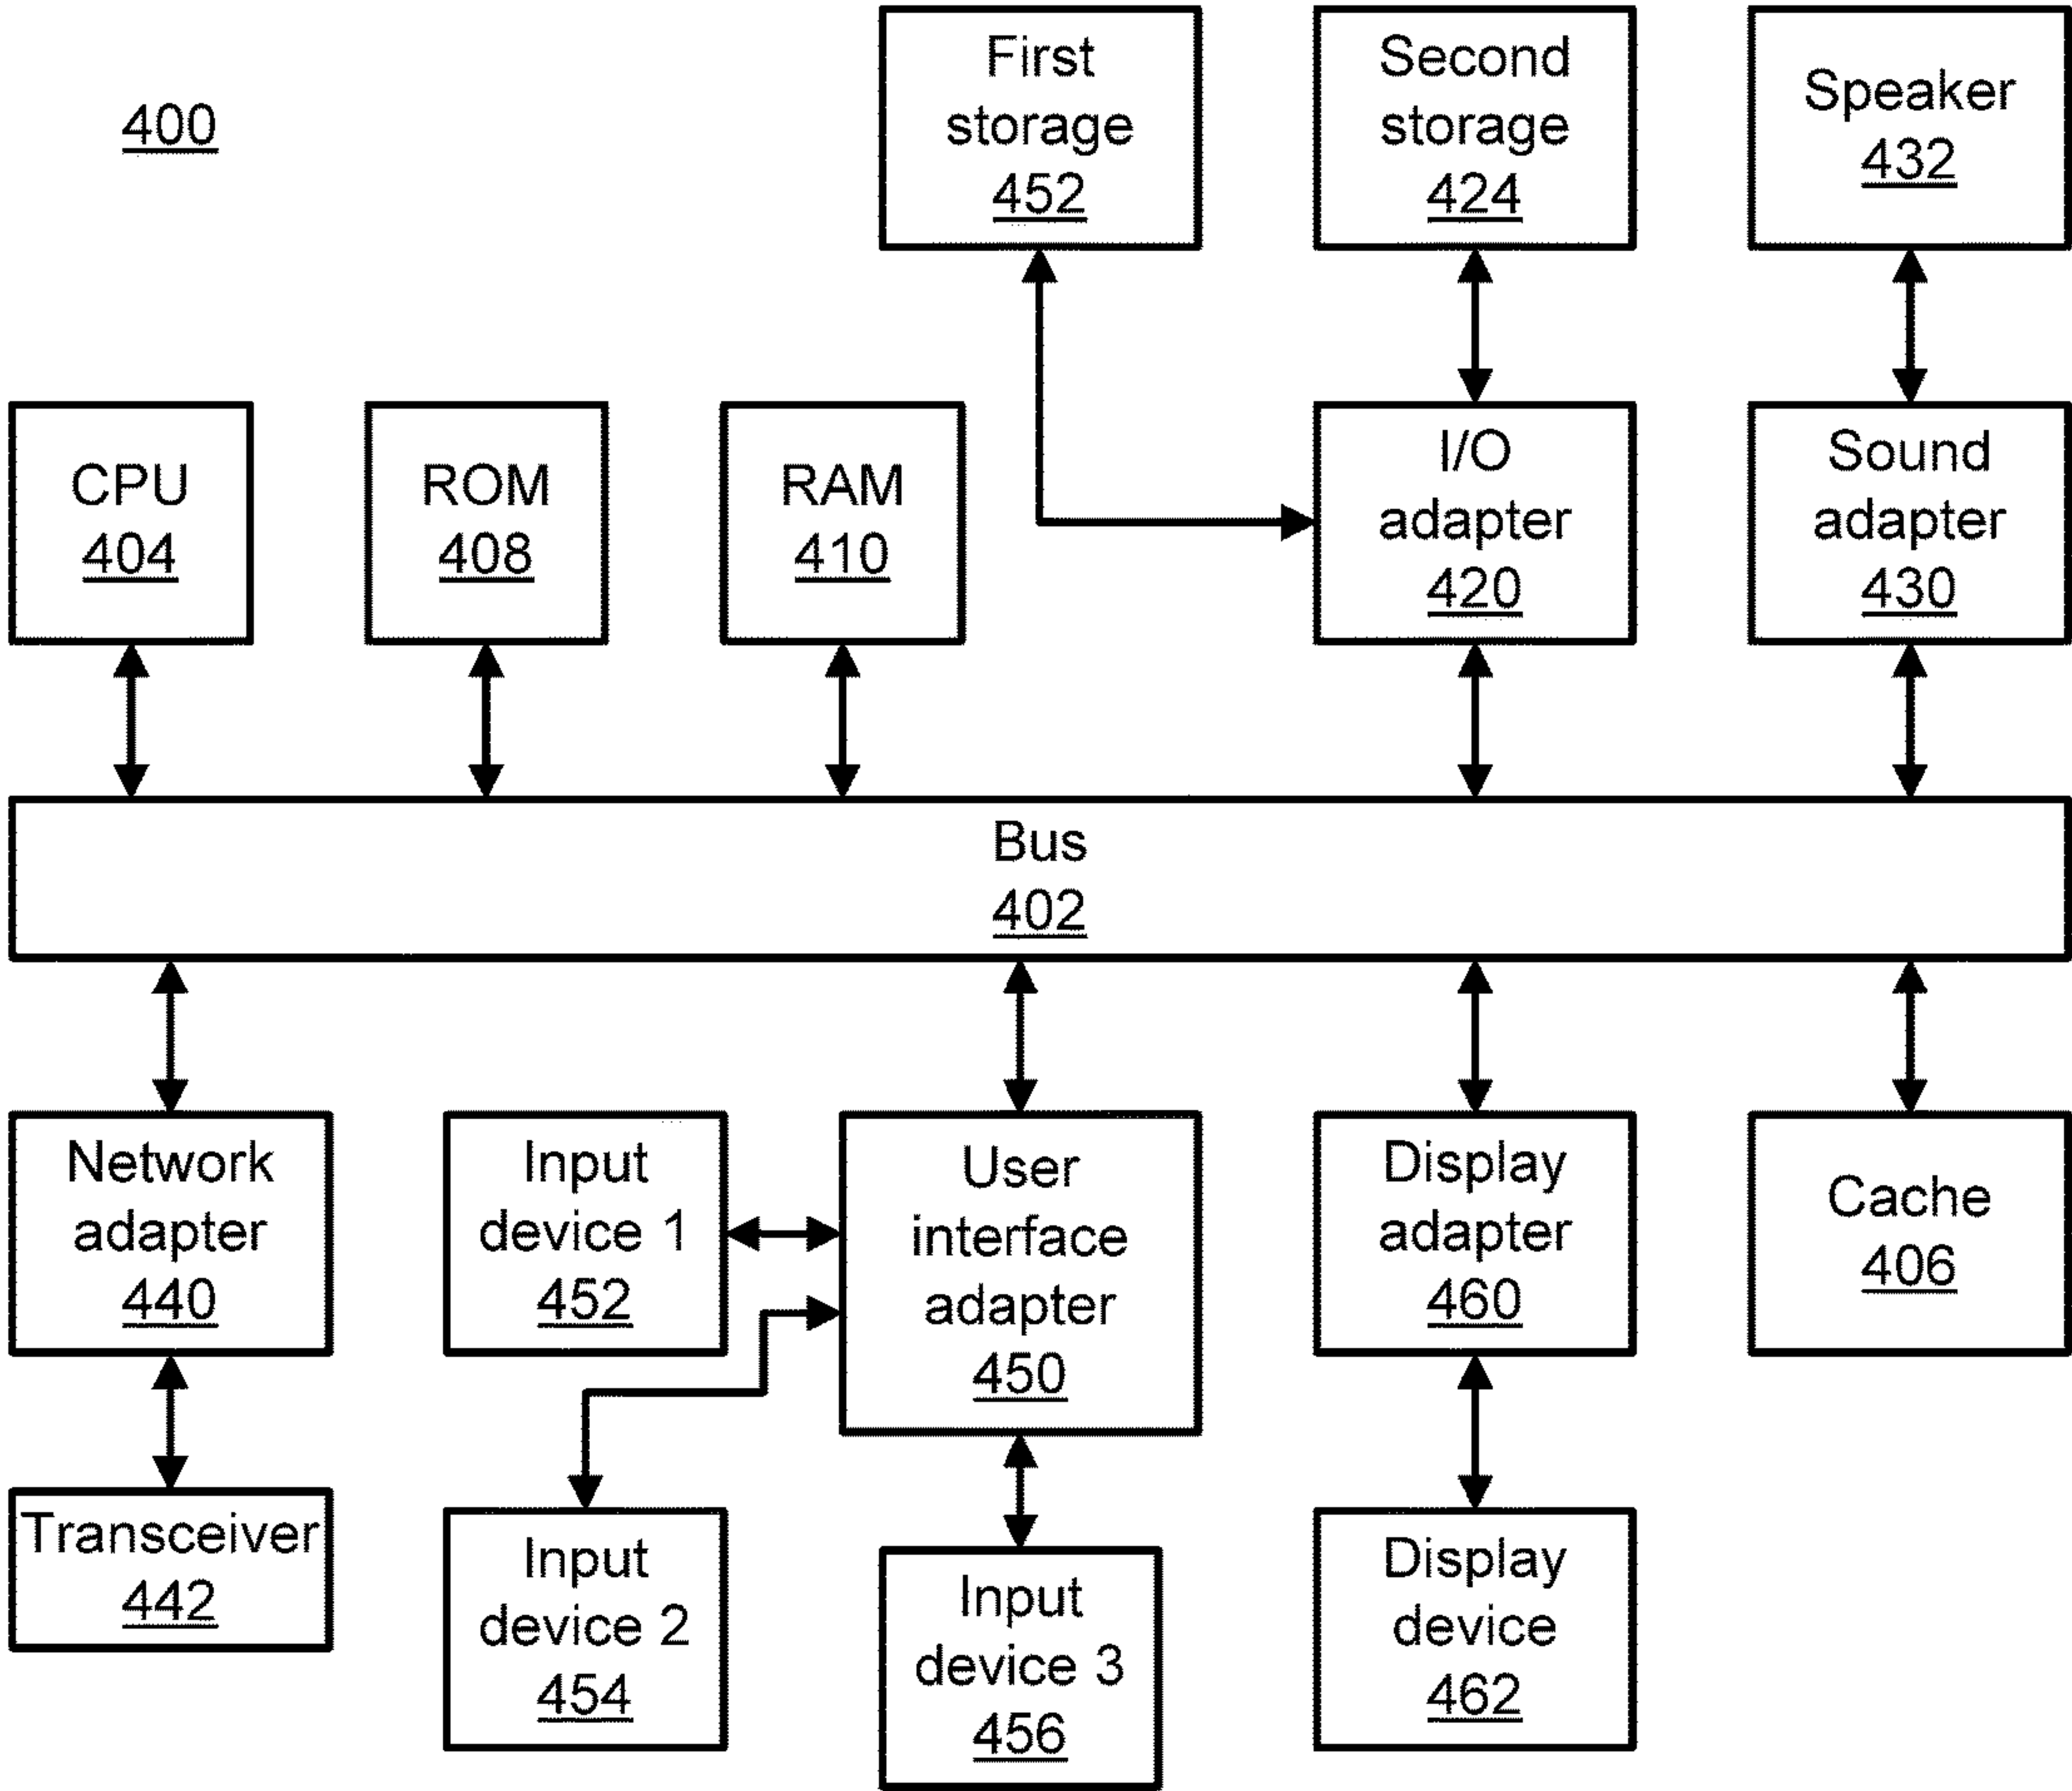 400
First
storage
452
Second
storage
424
Speaker
432
CPU
404
ROM
408
RAM
410
I/O
adapter
420
Sound
adapter
430
Bus
402
Network
adapter
440
Input
device 1
452
User
interface
adapter
450
Display
adapter
460
Cache
406
Transceiver
442
Input
device 2
454
Input
device 3
456
Display
device
462